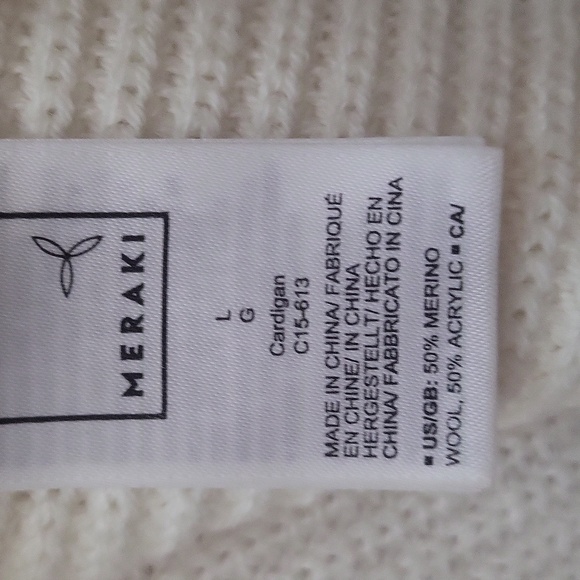 MERAKI
L
G
Cardigan
C15-613
MADE IN CHINA/ FABRIQUÉ
EN CHINE/ IN CHINA
HERGESTELLT/ HECHO EN
CHINA/ FABBRICATO IN CINA
▪ US/GB: 50% MERINO
WOOL, 50% ACRYLIC ▪ CA/